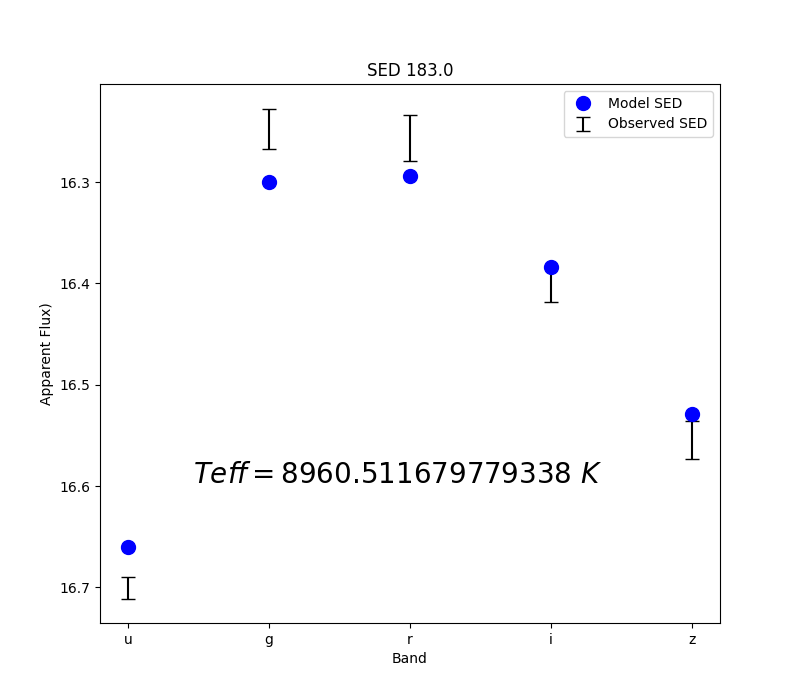 SED 183.0
Model SED
Observed SED
16.3
16.4
16.5
16.6
16.7
Apparent Flux)
Teff = 8960.511679779338 K
u g r i z
Band